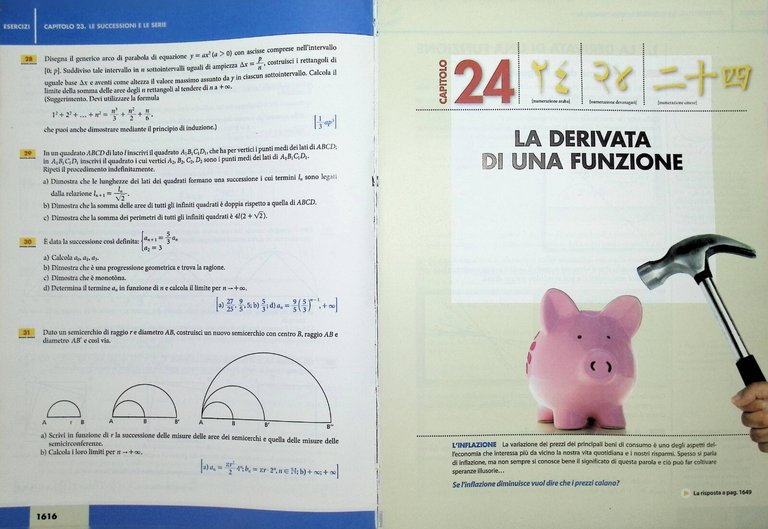 ESERCIZI CAPITOLO 23. LE SUCCESSIONI E LE SERIE
28 Disegna il generico arco di parabola di equazione y = ax² (a > 0) con ascisse comprese nell'intervallo
[0; p]. Suddiviso tale intervallo in n sottointervalli uguali di ampiezza Δx = p/n, costruisci i rettangoli di
uguale base Δx e aventi come altezza il valore massimo assunto da y in ciascun sottointervallo. Calcola il
limite della somma delle aree degli n rettangoli al tendere di n a +∞.
(Suggerimento. Devi utilizzare la formula
1² + 2² + ... + n² = n³/3 + n²/2 + n/6,
che puoi anche dimostrare mediante il principio di induzione.)
[1/3 ap³]
29 In un quadrato ABCD di lato l inscrivi il quadrato A₁B₁C₁D₁, che ha per vertici i punti medi dei lati di ABCD;
in A₁B₁C₁D₁ inscrivi il quadrato i cui vertici A₂, B₂, C₂, D₂ sono i punti medi dei lati di A₁B₁C₁D₁.
Ripeti il procedimento indefinitamente.
a) Dimostra che le lunghezze dei lati dei quadrati formano una successione i cui termini lₙ sono legati
dalla relazione lₙ₊₁ = lₙ/√2.
b) Dimostra che la somma delle aree di tutti gli infiniti quadrati è doppia rispetto a quella di ABCD.
c) Dimostra che la somma dei perimetri di tutti gli infiniti quadrati è 4l(2 + √2).
30 È data la successione così definita: { aₙ₊₁ = 5/3 aₙ
a₂ = 3
a) Calcola a₀, a₁, a₃.
b) Dimostra che è una progressione geometrica e trova la ragione.
c) Dimostra che è monotòna.
d) Determina il termine aₙ in funzione di n e calcola il limite per n → +∞.
[a) 27/25, 9/5, 5; b) 5/3; d) aₙ = 9/5 (5/3)ⁿ⁻¹, +∞]
31 Dato un semicerchio di raggio r e diametro AB, costruisci un nuovo semicerchio con centro B, raggio AB e
diametro AB' e così via.
A r B A B B' A B B' B''
a) Scrivi in funzione di r la successione delle misure delle aree dei semicerchi e quella delle misure delle
semicirconferenze.
b) Calcola i loro limiti per n → +∞.
[a) aₙ = πr²/2 · 4ⁿ; bₙ = πr · 2ⁿ, n ∈ ℕ; b) +∞; +∞]
1616
CAPITOLO 24 ٢٤ २४ 二十四
[numerazione araba] [numerazione devanagari] [numerazione cinese]
LA DERIVATA
DI UNA FUNZIONE
L'INFLAZIONE La variazione dei prezzi dei principali beni di consumo è uno degli aspetti del-
l'economia che interessa più da vicino la nostra vita quotidiana e i nostri risparmi. Spesso si parla
di inflazione, ma non sempre si conosce bene il significato di questa parola e ciò può far coltivare
speranze illusorie...
Se l'inflazione diminuisce vuol dire che i prezzi calano?
La risposta a pag. 1649